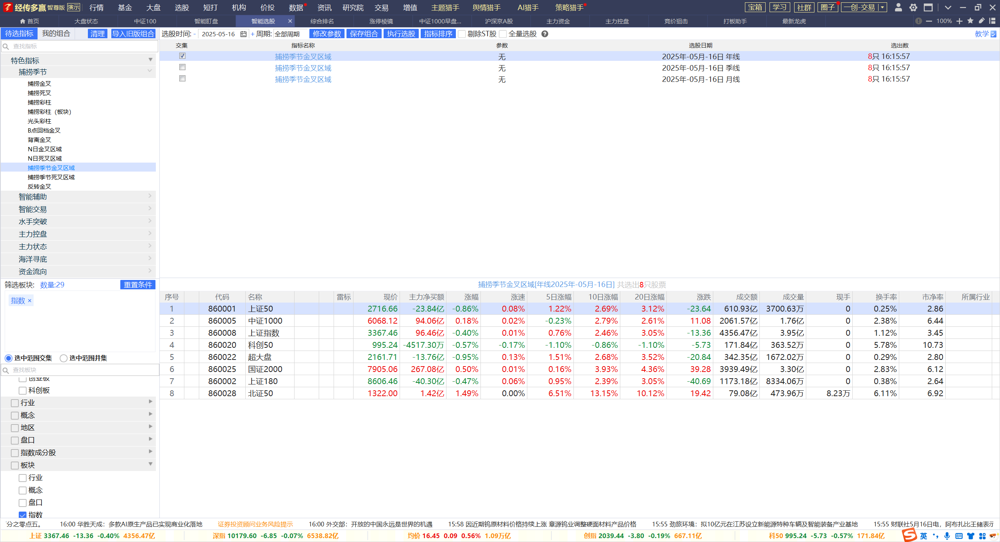 经传多赢 智尊版 演示 行情 基金 大盘 选股 短打 机构 价投 数据 资讯 研究院 交易 增值 主题猎手 舆情猎手 AI猎手 策略猎手 宝箱 学习 社群 圈子 一创-交易
首页 大盘状态 中证100 智能盯盘 智能选股 综合排名 涨停棱镜 中证1000早盘... 沪深京A股 主力资金 主力控盘 竞价狙击 打板助手 最新龙虎 100%
待选指标 我的组合 清理 导入旧版组合 选股时间: - 2025-05-16 + 周期: 全部周期 修改参数 保存组合 执行选股 指标排序 剔除ST股 全量选股 教学
查找指标
交集 指标名称 参数 选股日期 选出数
捕捞季节金叉区域 无 2025年-05月-16日 年线 8只 16:15:57
捕捞季节金叉区域 无 2025年-05月-16日 季线 8只 16:15:57
捕捞季节金叉区域 无 2025年-05月-16日 月线 8只 16:15:57
特色指标
捕捞季节
捕捞金叉
捕捞死叉
捕捞彩柱
捕捞彩柱（板块）
光头彩柱
B点回档金叉
背离金叉
N日金叉区域
N日死叉区域
捕捞季节金叉区域
捕捞季节死叉区域
反转金叉
智能辅助
智能交易
水手突破
主力控盘
主力状态
海洋寻底
资金流向
筛选板块: 数量:29 重置条件
指数 ×
选中范围交集 选中范围并集
查找板块
创业板
科创板
行业
概念
地区
盘口
指数成分股
板块
行业
概念
盘口
指数
捕捞季节金叉区域[年线2025年-05月-16日] 共选出8只股票
序号 代码 名称 雷标 现价 主力净买额 涨幅 涨速 5日涨幅 10日涨幅 20日涨幅 涨跌 成交额 成交量 现手 换手率 市净率 所属行业
1 860001 上证50 2716.66 -23.84亿 -0.86% 0.08% 1.22% 2.69% 3.12% -23.64 610.93亿 3700.63万 0 0.25% 2.86
2 860005 中证1000 6068.12 94.06亿 0.18% 0.02% -0.23% 2.79% 2.61% 11.08 2061.57亿 1.76亿 0 2.38% 6.44
3 860008 上证指数 3367.46 96.46亿 -0.40% 0.01% 0.76% 2.46% 3.05% -13.36 4356.47亿 3.95亿 0 1.12% 3.45
4 860020 科创50 995.24 -4517.30万 -0.57% -0.17% -1.10% -0.86% -1.10% -5.73 171.84亿 363.52万 0 5.78% 10.73
5 860022 超大盘 2161.71 -13.76亿 -0.95% 0.13% 1.51% 2.68% 3.52% -20.84 342.35亿 1672.02万 0 0.29% 2.80
6 860025 国证2000 7905.06 267.08亿 0.50% 0.01% 0.16% 3.93% 4.36% 39.28 3939.49亿 3.30亿 0 2.83% 6.12
7 860002 上证180 8606.46 -40.30亿 -0.47% 0.06% 0.95% 2.39% 3.05% -40.69 1173.18亿 8334.06万 0 0.38% 2.64
8 860028 北证50 1322.00 1.42亿 1.49% 0.00% 6.51% 13.15% 10.12% 19.42 79.08亿 473.96万 8.23万 6.11% 6.92
分之零点五。 16:00 华胜天成：多款AI原生产品已实现商业化落地 证券投资顾问业务风险提示 16:00 外交部：开放的中国永远是世界的机遇 15:58 因近期钨原材料价格持续上涨 章源钨业调整硬面材料产品价格 15:55 劲旅环境：拟10亿元在江苏设立新能源特种车辆及智能装备产业基地 15:55 财联社5月16日电，阿布扎比王储表示
上证 3367.46 -13.36 -0.40% 4356.47亿 深指 10179.60 -6.85 -0.07% 6538.82亿 均价 16.45 0.09 0.56% 1.09万亿 创指 2039.44 -3.80 -0.19% 667.11亿 科50 995.24 -5.73 -0.57% 171.84亿 英